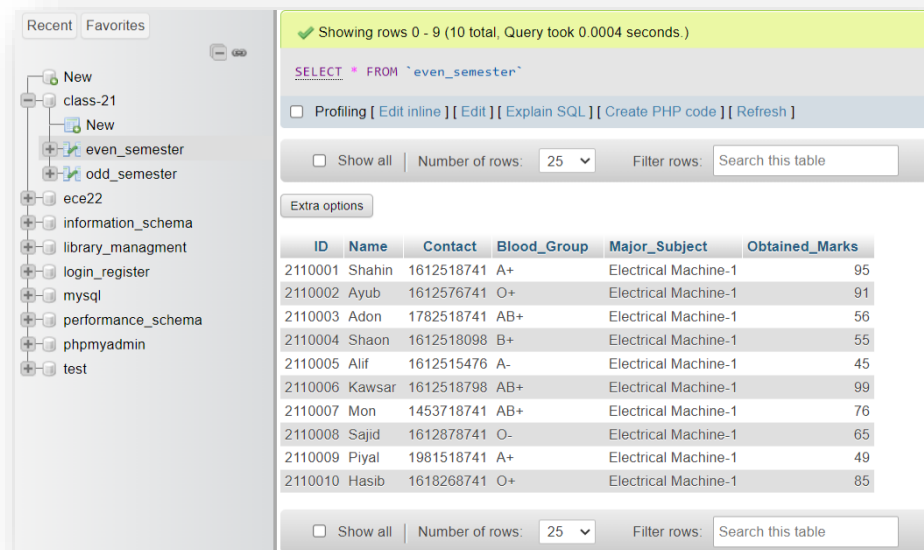 Recent Favorites
New
class-21
New
even_semester
odd_semester
ece22
information_schema
library_managment
login_register
mysql
performance_schema
phpmyadmin
test
Showing rows 0 - 9 (10 total, Query took 0.0004 seconds.)
SELECT * FROM `even_semester`
Profiling [ Edit inline ] [ Edit ] [ Explain SQL ] [ Create PHP code ] [ Refresh ]
Show all | Number of rows: 25 Filter rows: Search this table
Extra options
ID Name Contact Blood_Group Major_Subject Obtained_Marks
2110001 Shahin 1612518741 A+ Electrical Machine-1 95
2110002 Ayub 1612576741 O+ Electrical Machine-1 91
2110003 Adon 1782518741 AB+ Electrical Machine-1 56
2110004 Shaon 1612518098 B+ Electrical Machine-1 55
2110005 Alif 1612515476 A- Electrical Machine-1 45
2110006 Kawsar 1612518798 AB+ Electrical Machine-1 99
2110007 Mon 1453718741 AB+ Electrical Machine-1 76
2110008 Sajid 1612878741 O- Electrical Machine-1 65
2110009 Piyal 1981518741 A+ Electrical Machine-1 49
2110010 Hasib 1618268741 O+ Electrical Machine-1 85
Show all | Number of rows: 25 Filter rows: Search this table